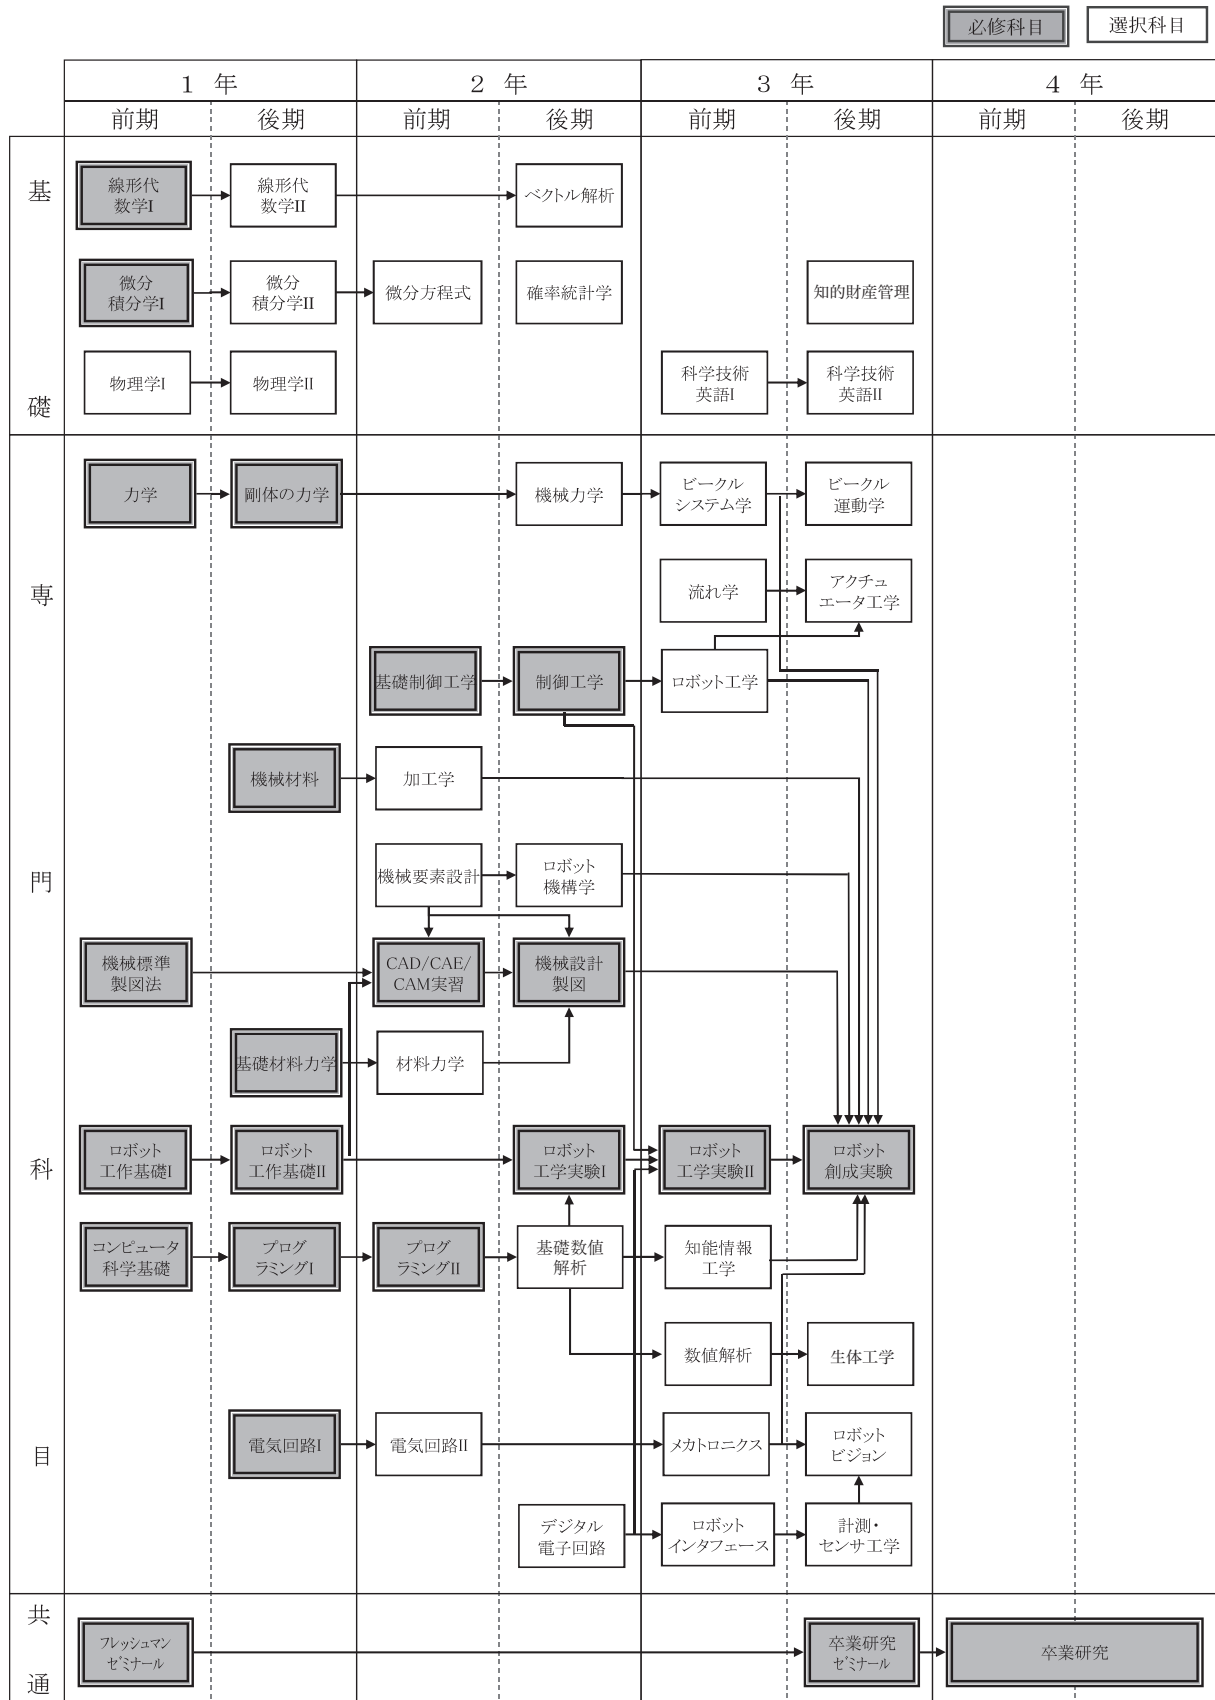 必修科目
選択科目
1 年
2 年
3 年
4 年
前期
後期
前期
後期
前期
後期
前期
後期
基
礎
線形代
数学I
線形代
数学II
ベクトル解析
微分
積分学I
微分
積分学II
微分方程式
確率統計学
知的財産管理
物理学I
物理学II
科学技術
英語I
科学技術
英語II
専
門
科
目
力学
剛体の力学
機械力学
ビークル
システム学
ビークル
運動学
流れ学
アクチュ
エータ工学
基礎制御工学
制御工学
ロボット工学
機械材料
加工学
機械要素設計
ロボット
機構学
機械標準
製図法
CAD/CAE/
CAM実習
機械設計
製図
基礎材料力学
材料力学
ロボット
工作基礎I
ロボット
工作基礎II
ロボット
工学実験I
ロボット
工学実験II
ロボット
創成実験
コンピュータ
科学基礎
プログ
ラミングI
プログ
ラミングII
基礎数値
解析
知能情報
工学
数値解析
生体工学
電気回路I
電気回路II
メカトロニクス
ロボット
ビジョン
デジタル
電子回路
ロボット
インタフェース
計測・
センサ工学
共
通
フレッシュマン
ゼミナール
卒業研究
ゼミナール
卒業研究